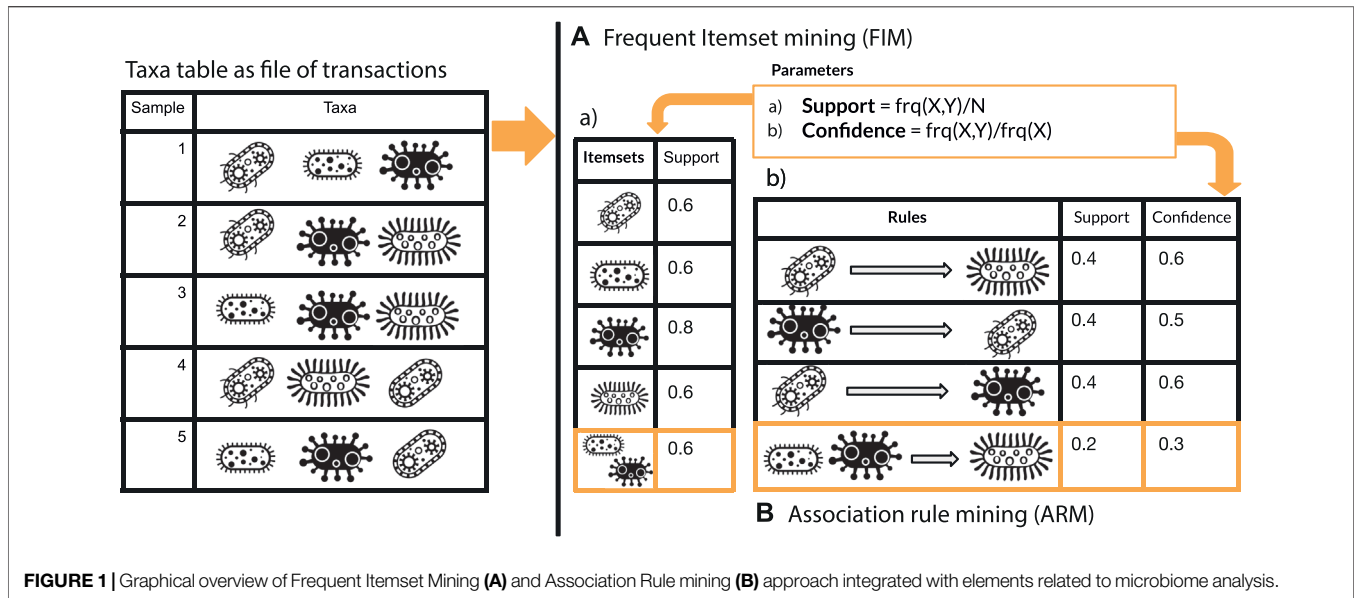 Taxa table as file of transactions
Sample Taxa
1
2
3
4
5
A Frequent Itemset mining (FIM)
Parameters
a) Support = frq(X,Y)/N
b) Confidence = frq(X,Y)/frq(X)
a)
Itemsets Support
0.6
0.6
0.8
0.6
0.6
b)
Rules Support Confidence
0.4 0.6
0.4 0.5
0.4 0.6
0.2 0.3
B Association rule mining (ARM)
FIGURE 1 | Graphical overview of Frequent Itemset Mining (A) and Association Rule mining (B) approach integrated with elements related to microbiome analysis.